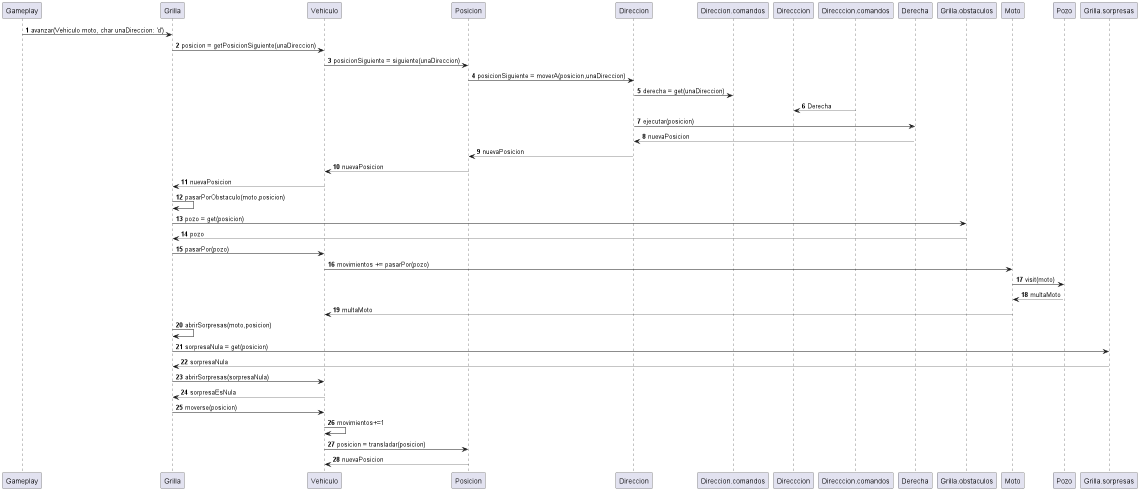 Gameplay Grilla Vehiculo Posicion Direccion Direccion.comandos Direcccion Direcccion.comandos Derecha Grilla.obstaculos Moto Pozo Grilla.sorpresas
1 avanzar(Vehiculo moto, char unaDireccion: 'd')
2 posicion = getPosicionSiguiente(unaDireccion)
3 posicionSiguiente = siguiente(unaDireccion)
4 posicionSiguiente = moverA(posicion,unaDireccion)
5 derecha = get(unaDireccion)
6 Derecha
7 ejecutar(posicion)
8 nuevaPosicion
9 nuevaPosicion
10 nuevaPosicion
11 nuevaPosicion
12 pasarPorObstaculo(moto,posicion)
13 pozo = get(posicion)
14 pozo
15 pasarPor(pozo)
16 movimientos += pasarPor(pozo)
17 visit(moto)
18 multaMoto
19 multaMoto
20 abrirSorpresas(moto,posicion)
21 sorpresaNula = get(posicion)
22 sorpresaNula
23 abrirSorpresas(sorpresaNula)
24 sorpresaEsNula
25 moverse(posicion)
26 movimientos+=1
27 posicion = transladar(posicion)
28 nuevaPosicion
Gameplay Grilla Vehiculo Posicion Direccion Direccion.comandos Direcccion Direcccion.comandos Derecha Grilla.obstaculos Moto Pozo Grilla.sorpresas